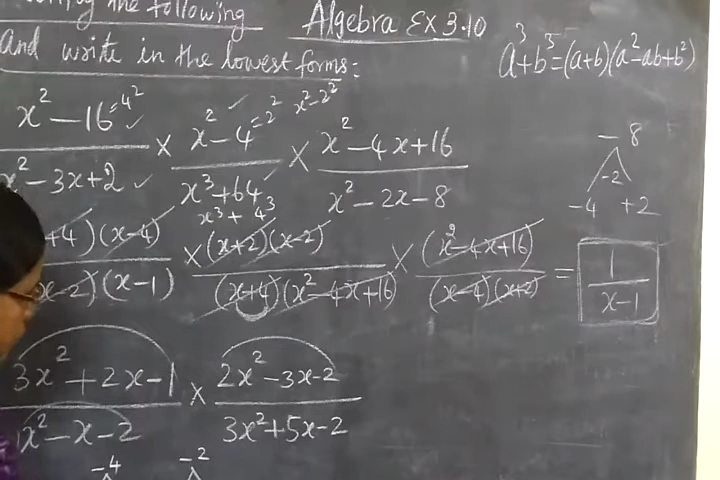 the following Algebra Ex 3.10
And write in the lowest forms: a³+b³=(a+b)(a²-ab+b²)
x²-16=4² × x²-4=2² x²-2² × x²-4x+16
x²-3x+2 x³+64 x²-2x-8
x³+4³
-8
-2
-4 +2
+4)(x-4) × (x+2)(x-2) × (x²-4x+16) = 1
x-2)(x-1) (x+4)(x²-4x+16) (x-4)(x+2) x-1
3x²+2x-1 × 2x²-3x-2
x²-x-2 3x²+5x-2
-4 -2